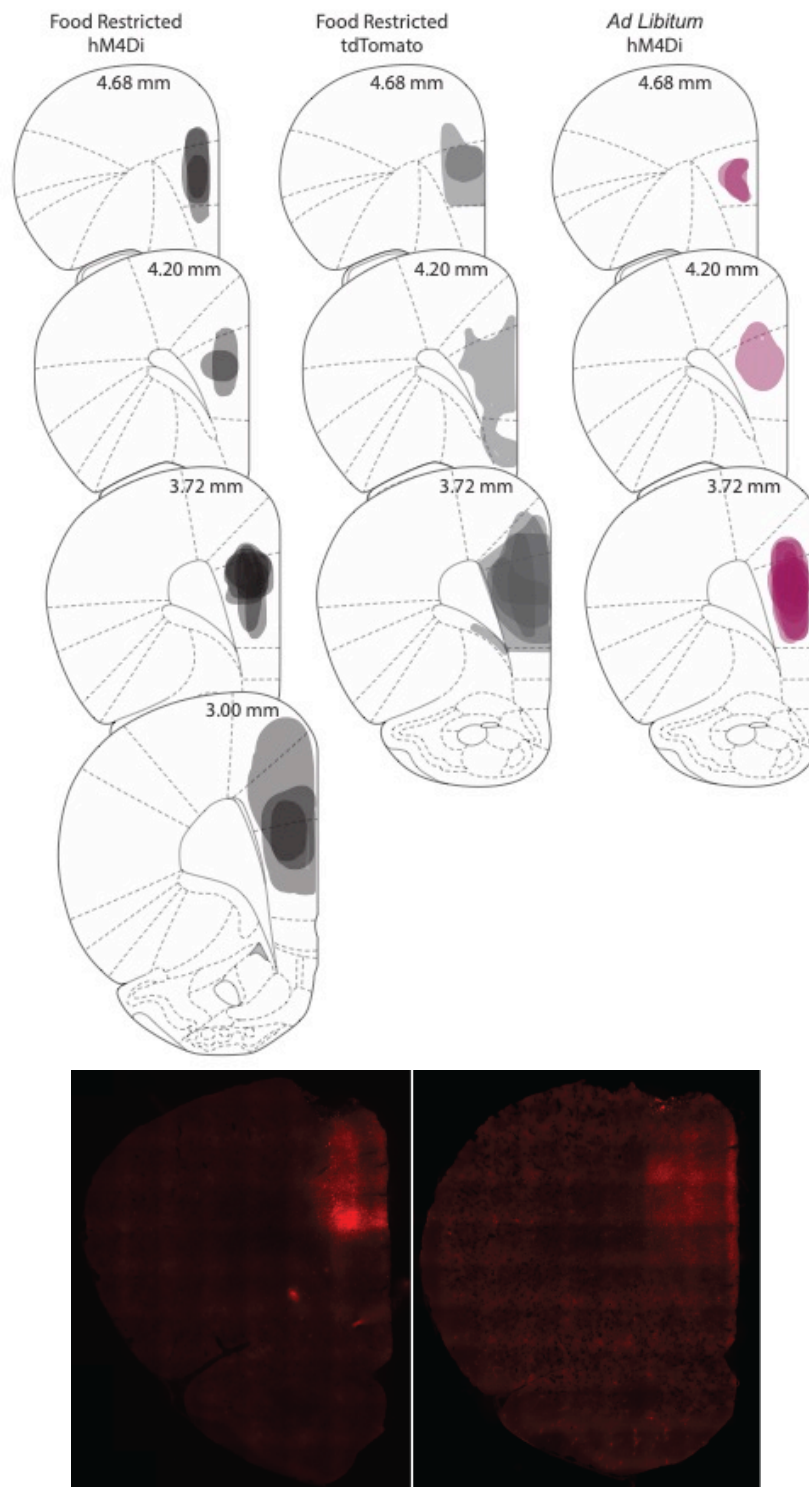 Food Restricted
hM4Di
Food Restricted
tdTomato
Ad Libitum
hM4Di
4.68 mm
4.68 mm
4.68 mm
4.20 mm
4.20 mm
4.20 mm
3.72 mm
3.72 mm
3.72 mm
3.00 mm